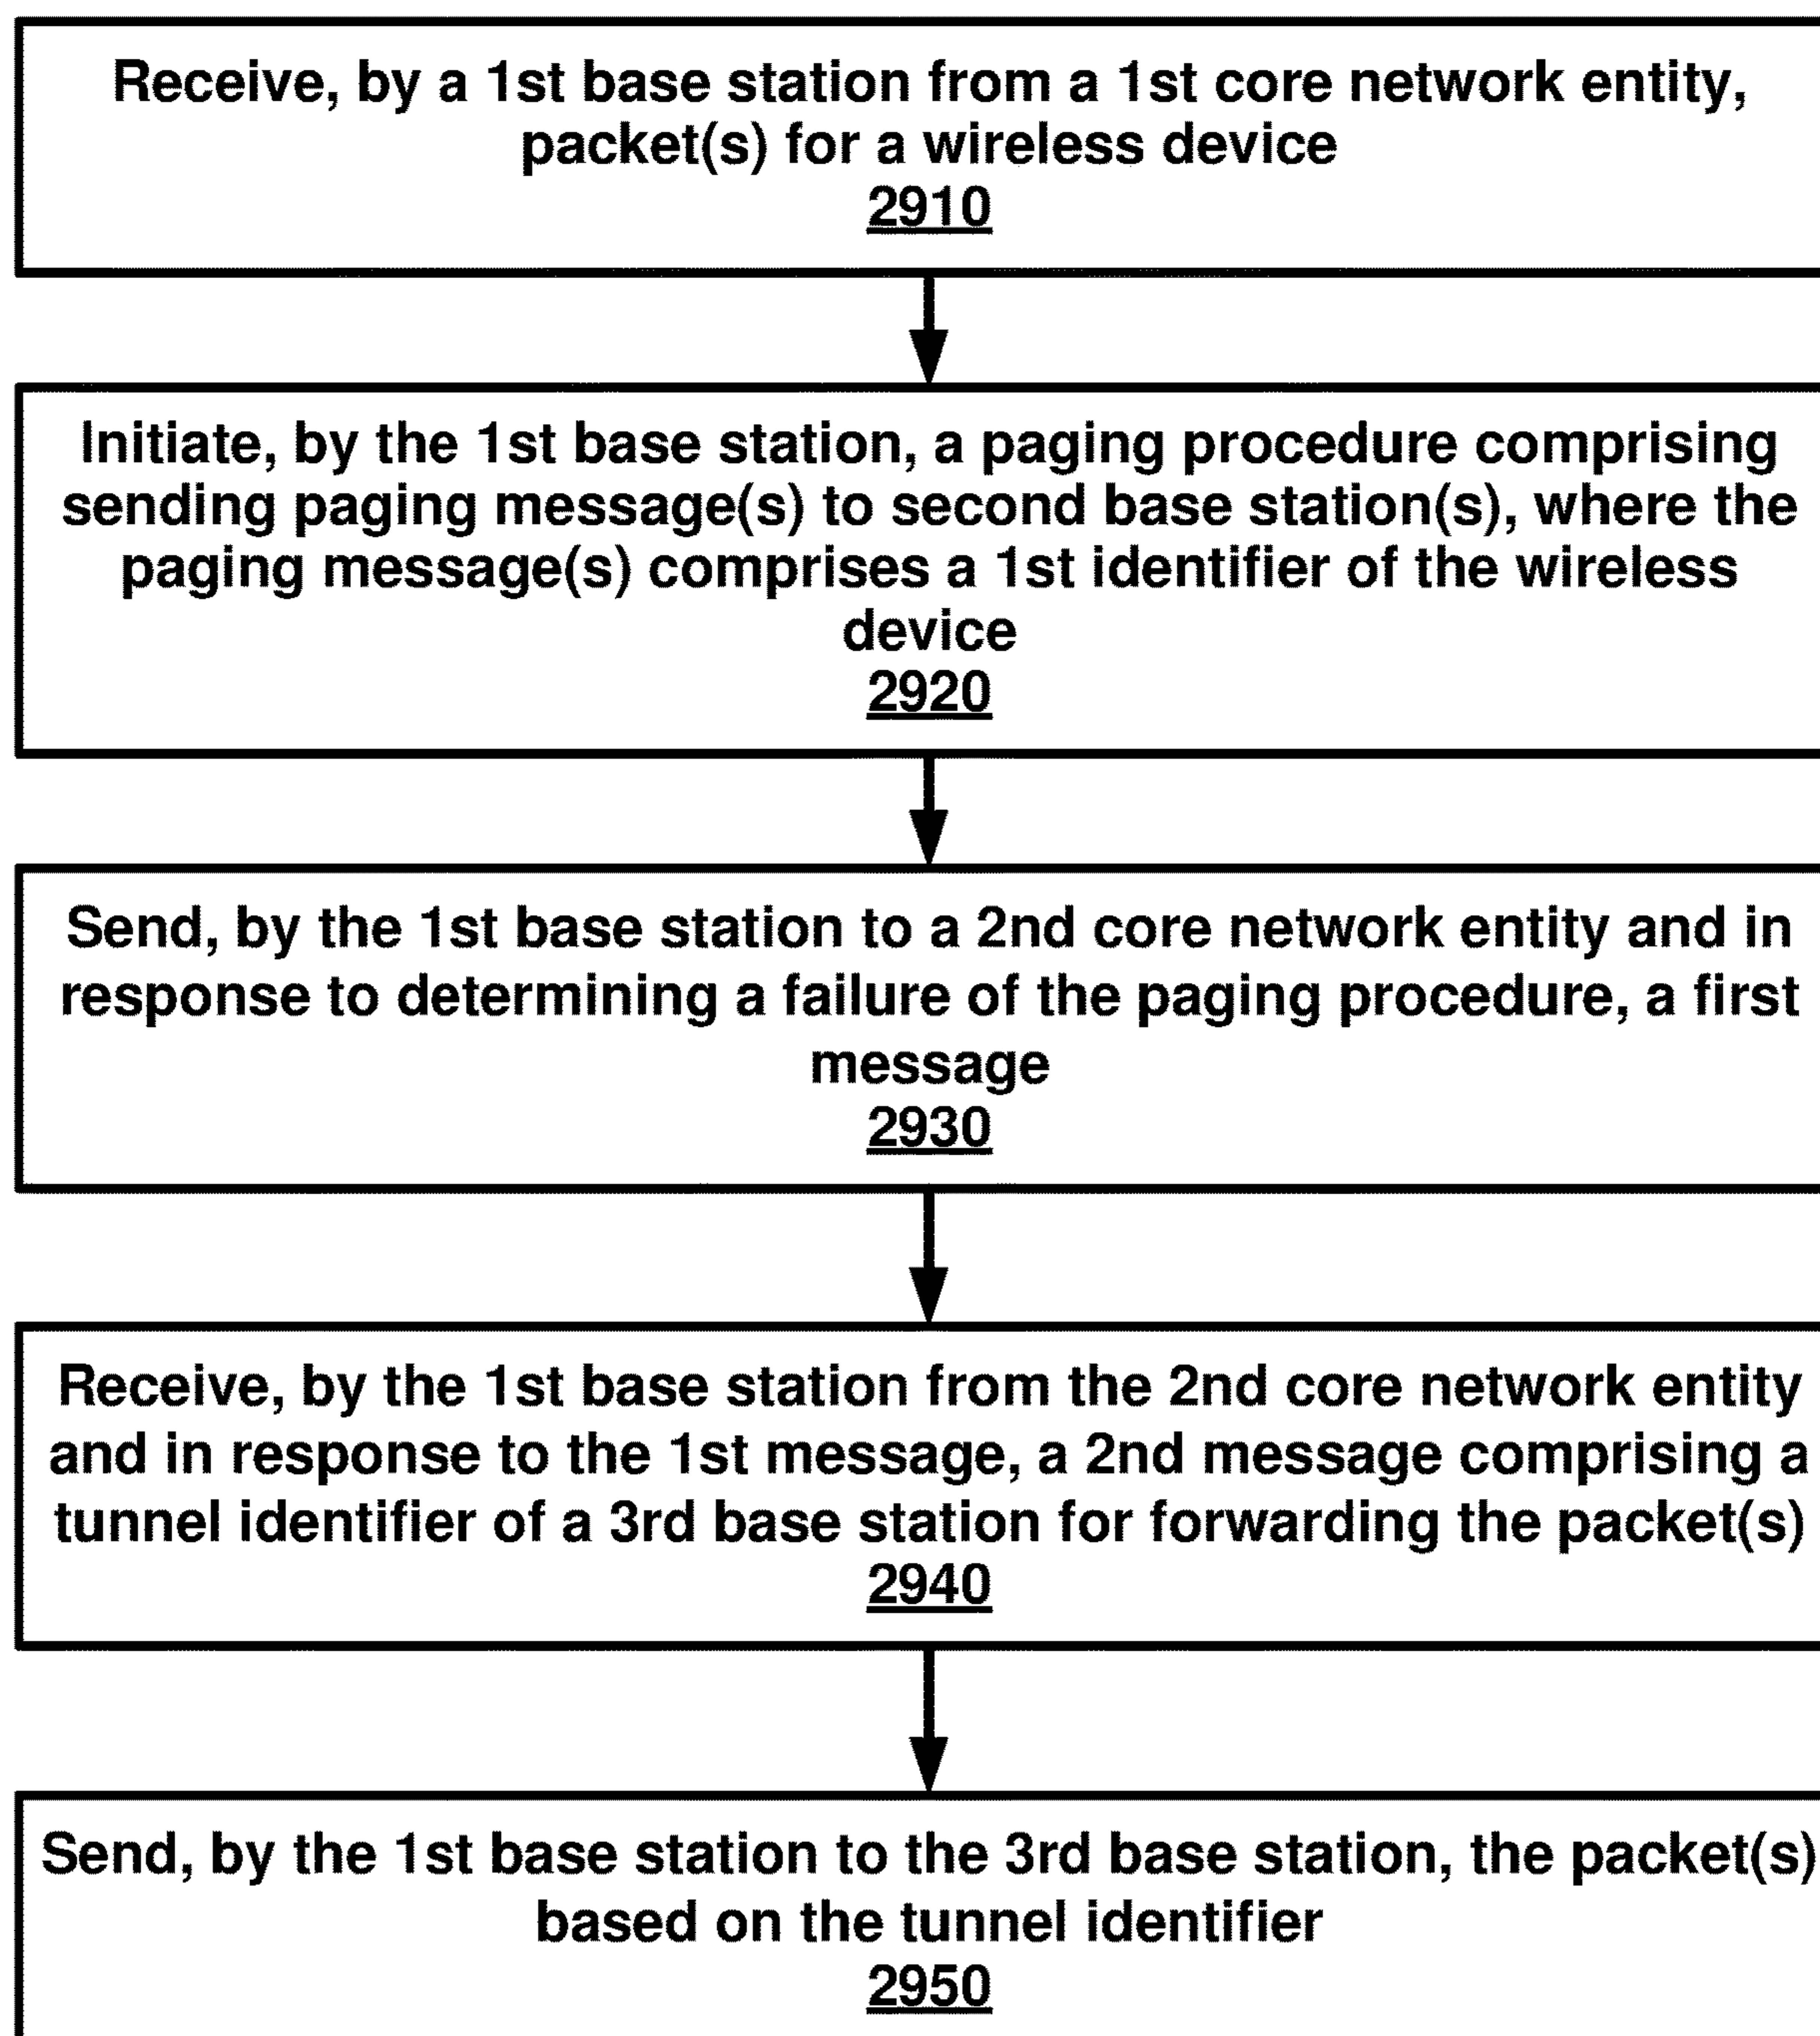 Receive, by a 1st base station from a 1st core network entity,
packet(s) for a wireless device
2910
Initiate, by the 1st base station, a paging procedure comprising
sending paging message(s) to second base station(s), where the
paging message(s) comprises a 1st identifier of the wireless
device
2920
Send, by the 1st base station to a 2nd core network entity and in
response to determining a failure of the paging procedure, a first
message
2930
Receive, by the 1st base station from the 2nd core network entity
and in response to the 1st message, a 2nd message comprising a
tunnel identifier of a 3rd base station for forwarding the packet(s)
2940
Send, by the 1st base station to the 3rd base station, the packet(s)
based on the tunnel identifier
2950